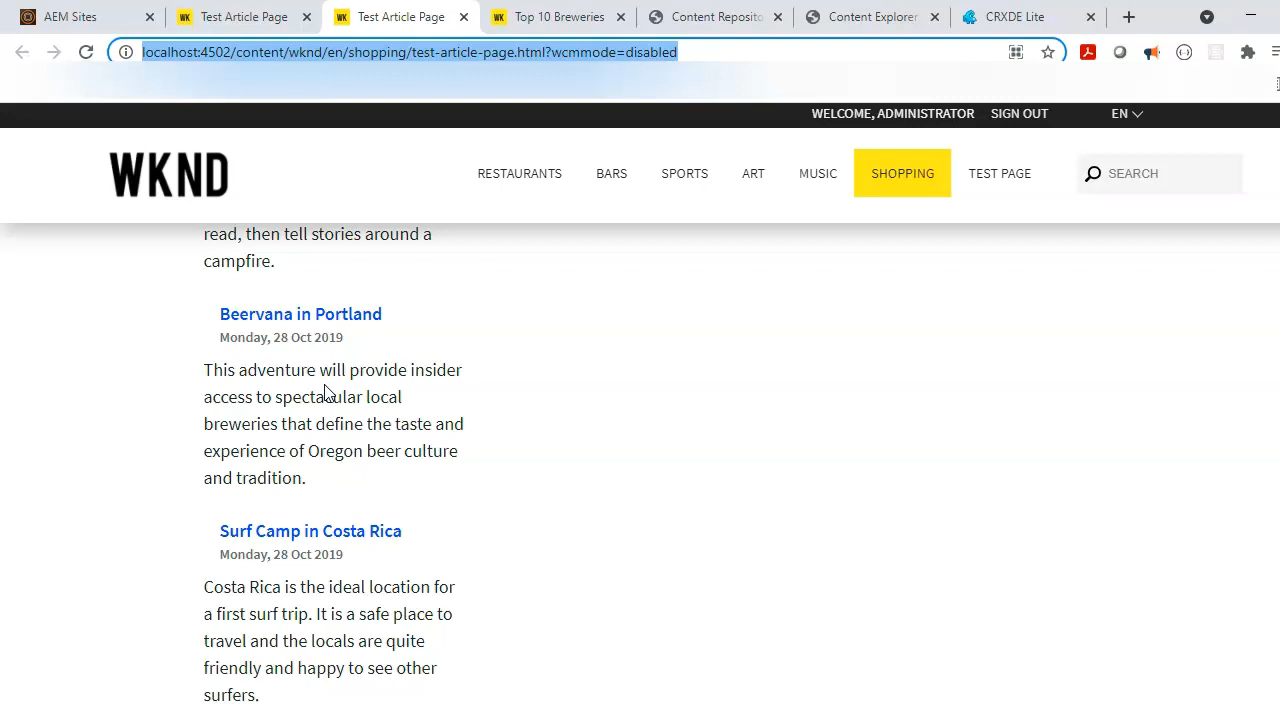 AEM Sites
Test Article Page
Test Article Page
Top 10 Breweries
Content Reposito
Content Explorer
CRXDE Lite
localhost:4502/content/wknd/en/shopping/test-article-page.html?wcmmode=disabled
WELCOME, ADMINISTRATOR SIGN OUT EN
WKND
RESTAURANTS BARS SPORTS ART MUSIC SHOPPING TEST PAGE SEARCH
read, then tell stories around a
campfire.
Beervana in Portland
Monday, 28 Oct 2019
This adventure will provide insider
access to spectacular local
breweries that define the taste and
experience of Oregon beer culture
and tradition.
Surf Camp in Costa Rica
Monday, 28 Oct 2019
Costa Rica is the ideal location for
a first surf trip. It is a safe place to
travel and the locals are quite
friendly and happy to see other
surfers.